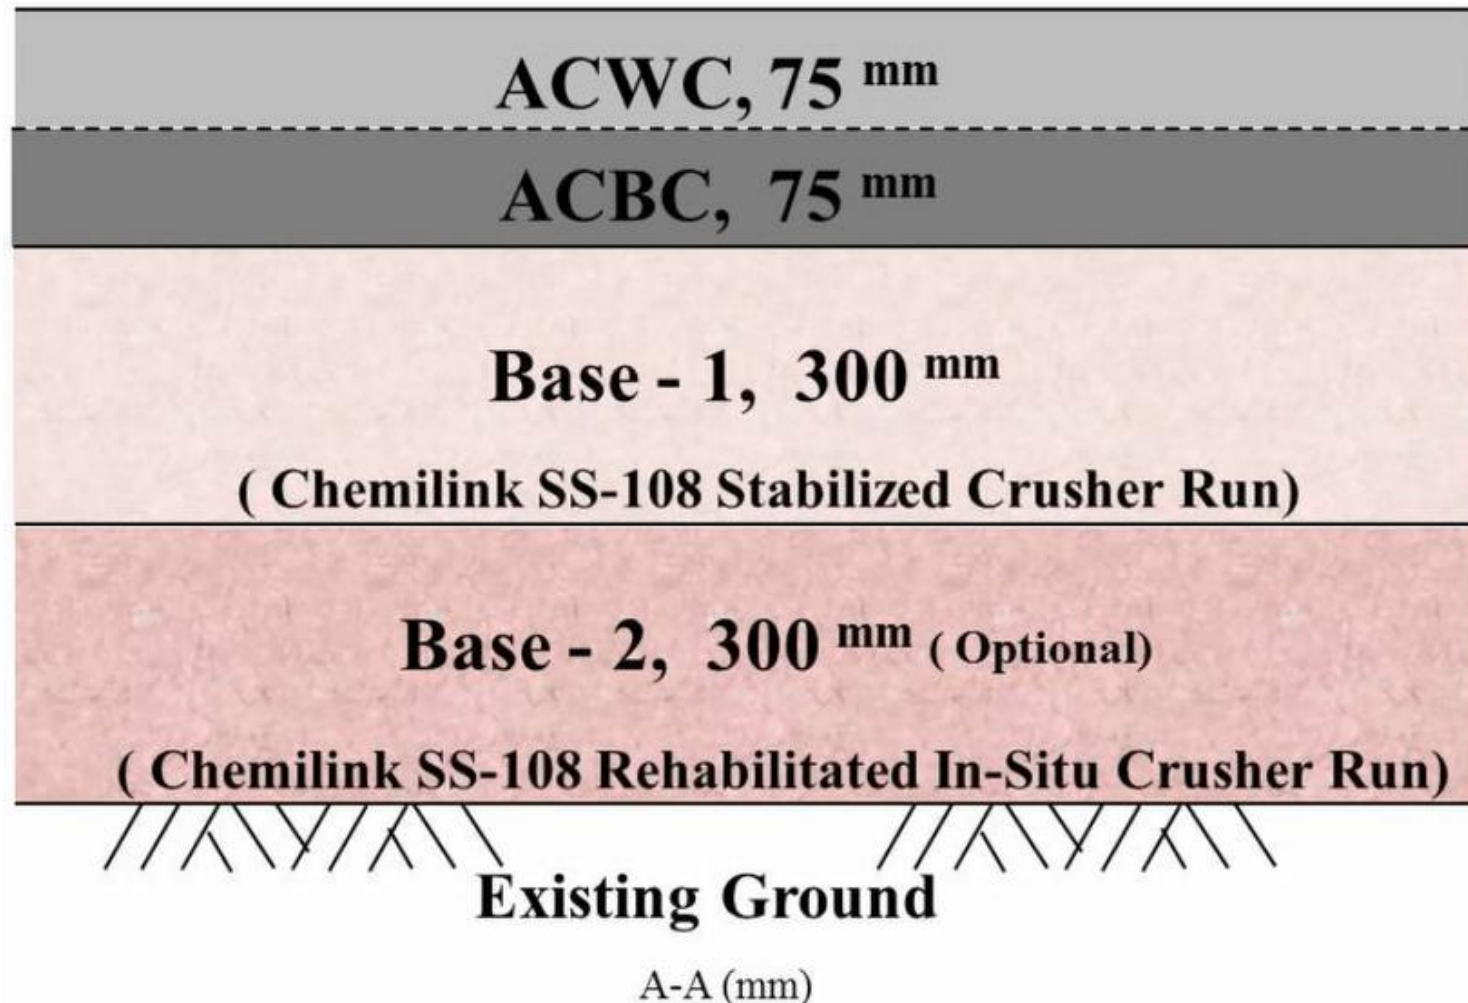 ACWC, 75 mm
ACBC, 75 mm
Base - 1, 300 mm
( Chemilink SS-108 Stabilized Crusher Run)
Base - 2, 300 mm ( Optional)
( Chemilink SS-108 Rehabilitated In-Situ Crusher Run)
Existing Ground
A-A (mm)